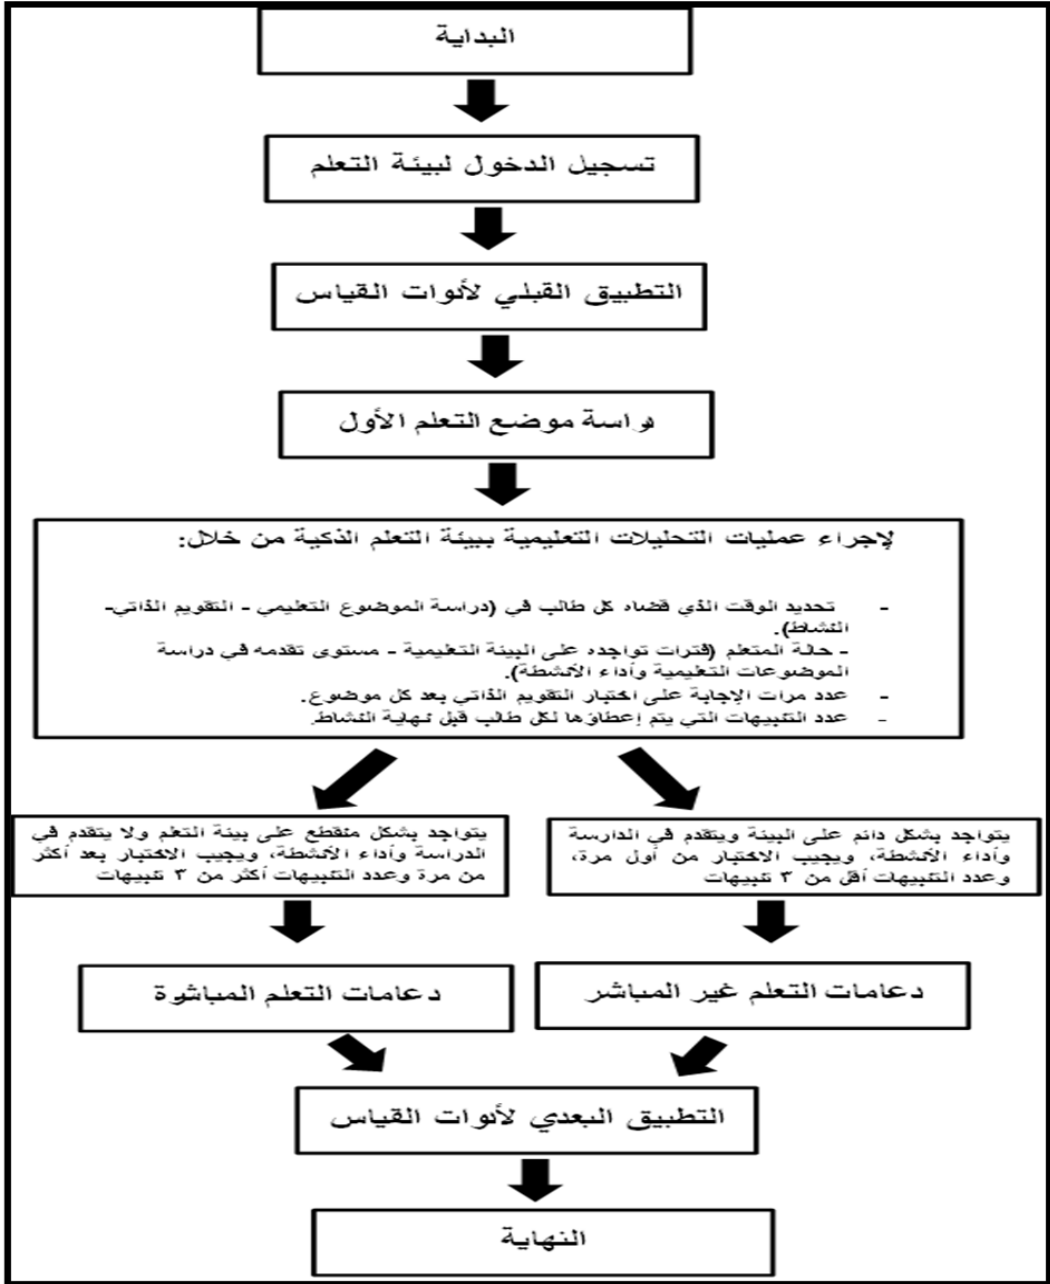 البداية
تسجيل الدخول لبيئة التعلم
التطبيق القبلي لأدوات القياس
دراسة موضع التعلم الأول
لإجراء عمليات التحليلات التعليمية ببيئة التعلم الذكية من خلال:
- تحديد الوقت الذي قضاه كل طالب في (دراسة الموضوع التعليمي - التقويم الذاتي-
النشاط).
- حالة المتعلم (فترات تواجده على البيئة التعليمية - مستوى تقدمه في دراسة
الموضوعات التعليمية وأداء الأنشطة).
- عدد مرات الإجابة على اختبار التقويم الذاتي بعد كل موضوع.
- عدد التنبيهات التي يتم إعطاؤها لكل طالب قبل نهاية النشاط.
يتواجد بشكل دائم على البيئة ويتقدم في الدارسة
وأداء الأنشطة، ويجيب الاختبار من أول مرة،
وعدد التنبيهات أقل من ٣ تنبيهات
يتواجد بشكل متقطع على بيئة التعلم ولا يتقدم في
الدراسة وأداء الأنشطة، ويجيب الاختبار بعد أكثر
من مرة وعدد التنبيهات أكثر من ٣ تنبيهات
دعامات التعلم غير المباشر
دعامات التعلم المباشرة
التطبيق البعدي لأدوات القياس
النهاية